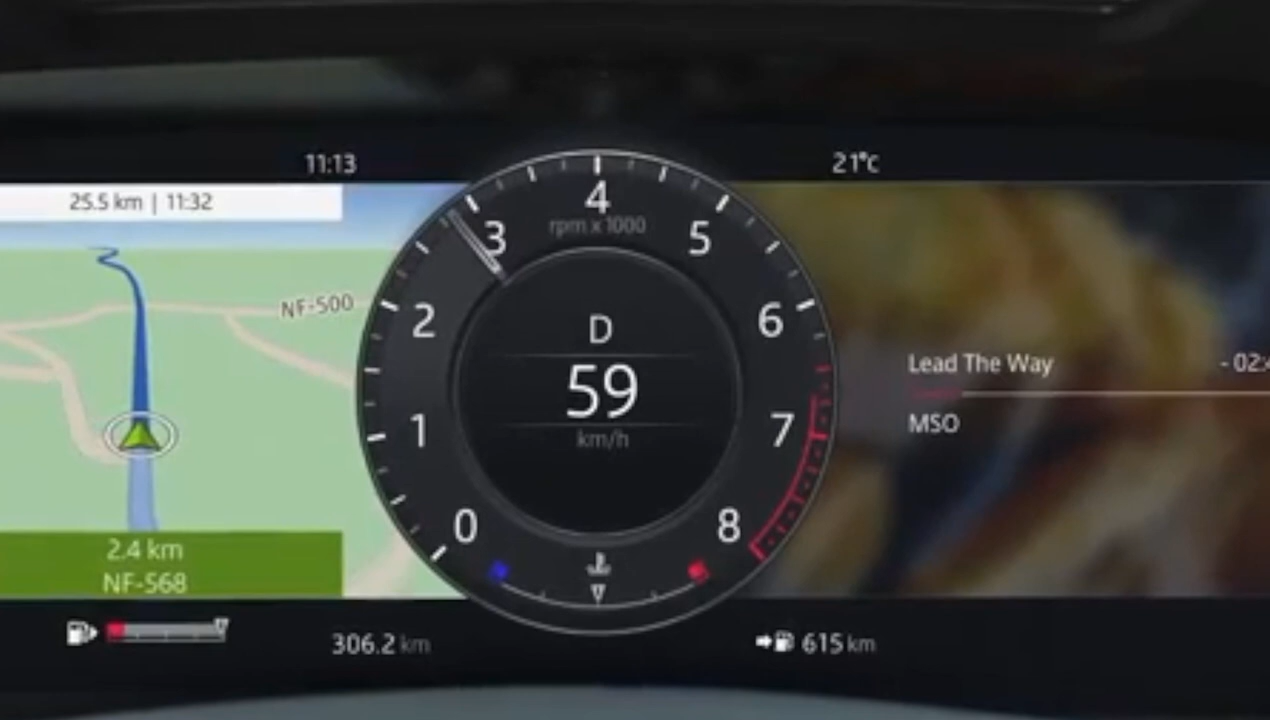 11:13
21°C
25.5 km | 11:32
NF-500
2.4 km
NF-568
0
1
2
3
4
5
6
7
8
rpm x 1000
D
59
km/h
Lead The Way
MSO
306.2 km
615 km